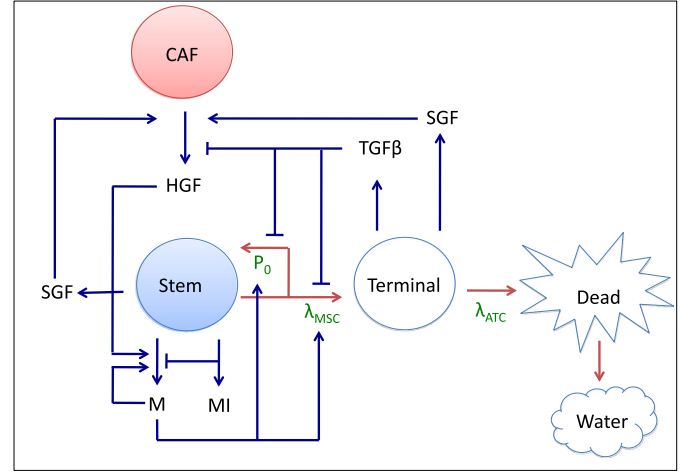 CAF
SGF
TGFβ
HGF
P0
Stem
Terminal
SGF
λMSC
λATC
Dead
M
MI
Water